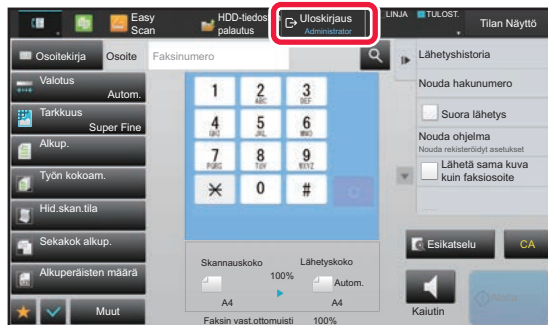 Easy
Scan
HDD-tiedos
palautus
Uloskirjaus
Administrator
LINJA
TULOST.
Tilan Näyttö
Osoitekirja
Osoite
Faksinumero
Valotus
Autom.
Tarkkuus
Super Fine
Alkup.
Työn kokoam.
Hid.skan.tila
Sekakok alkup.
Alkuperäisten määrä
Muut
1
2
ABC
3
DEF
4
GHI
5
JKL
6
MNO
7
PQRS
8
TUV
9
WXYZ
0
#
Skannauskoko
Lähetyskoko
100%
Autom.
A4
A4
Faksin vast.ottomuisti
100%
Lähetyshistoria
Nouda hakunumero
Suora lähetys
Nouda ohjelma
Nouda rekisteröidyt asetukset
Lähetä sama kuva
kuin faksiosoite
Esikatselu
CA
Kaiutin